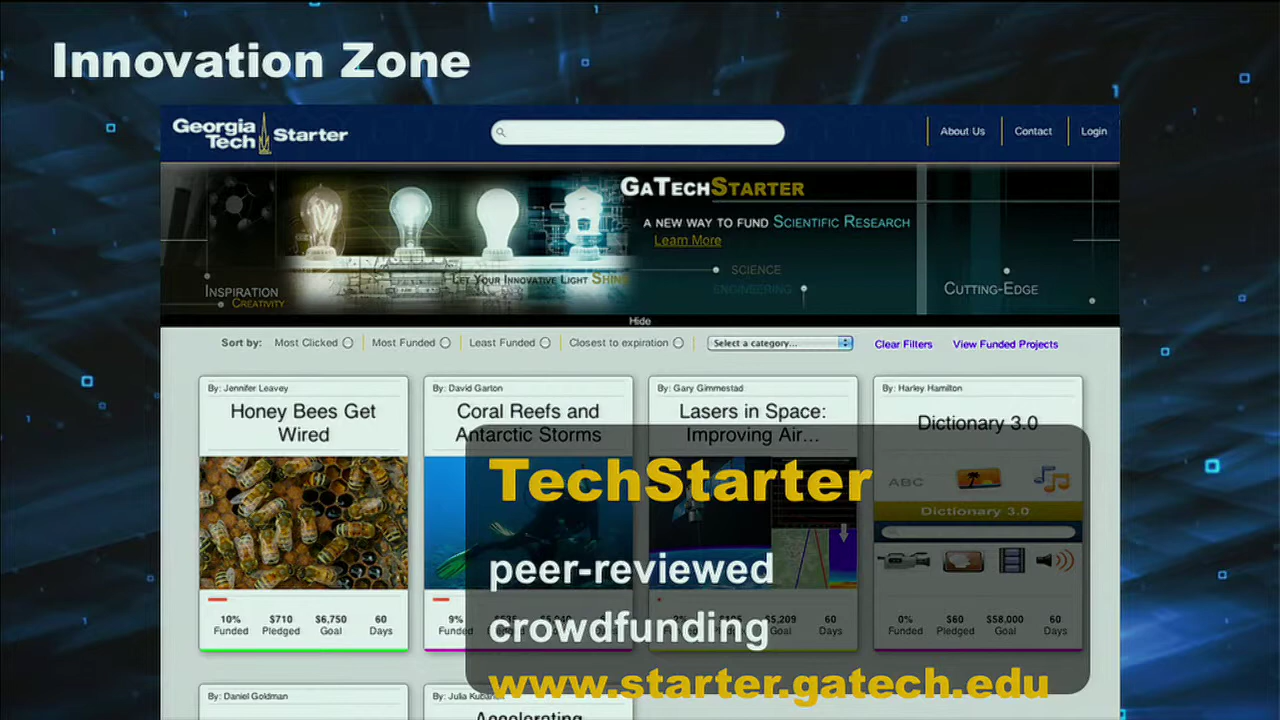 Innovation Zone
Georgia
Tech Starter
About Us
Contact
Login
GaTechStarter
A NEW WAY TO FUND SCIENTIFIC RESEARCH
Learn More
LET YOUR INNOVATIVE LIGHT SHINE
SCIENCE
ENGINEERING
INSPIRATION
CREATIVITY
CUTTING-EDGE
Hide
Sort by: Most Clicked Most Funded Least Funded Closest to expiration Select a category... Clear Filters View Funded Projects
By: Jennifer Leavey
Honey Bees Get
Wired
10% $710 $6,750 60
Funded Pledged Goal Days
By: David Garton
Coral Reefs and
Antarctic Storms
9%
Funded
By: Gary Gimmestad
Lasers in Space:
Improving Air...
$5,209 60
Goal Days
By: Harley Hamilton
Dictionary 3.0
ABC
Dictionary 3.0
0% $60 $58,000 60
Funded Pledged Goal Days
TechStarter
peer-reviewed
crowdfunding
www.starter.gatech.edu
By: Daniel Goldman
By: Julia
Accelerating